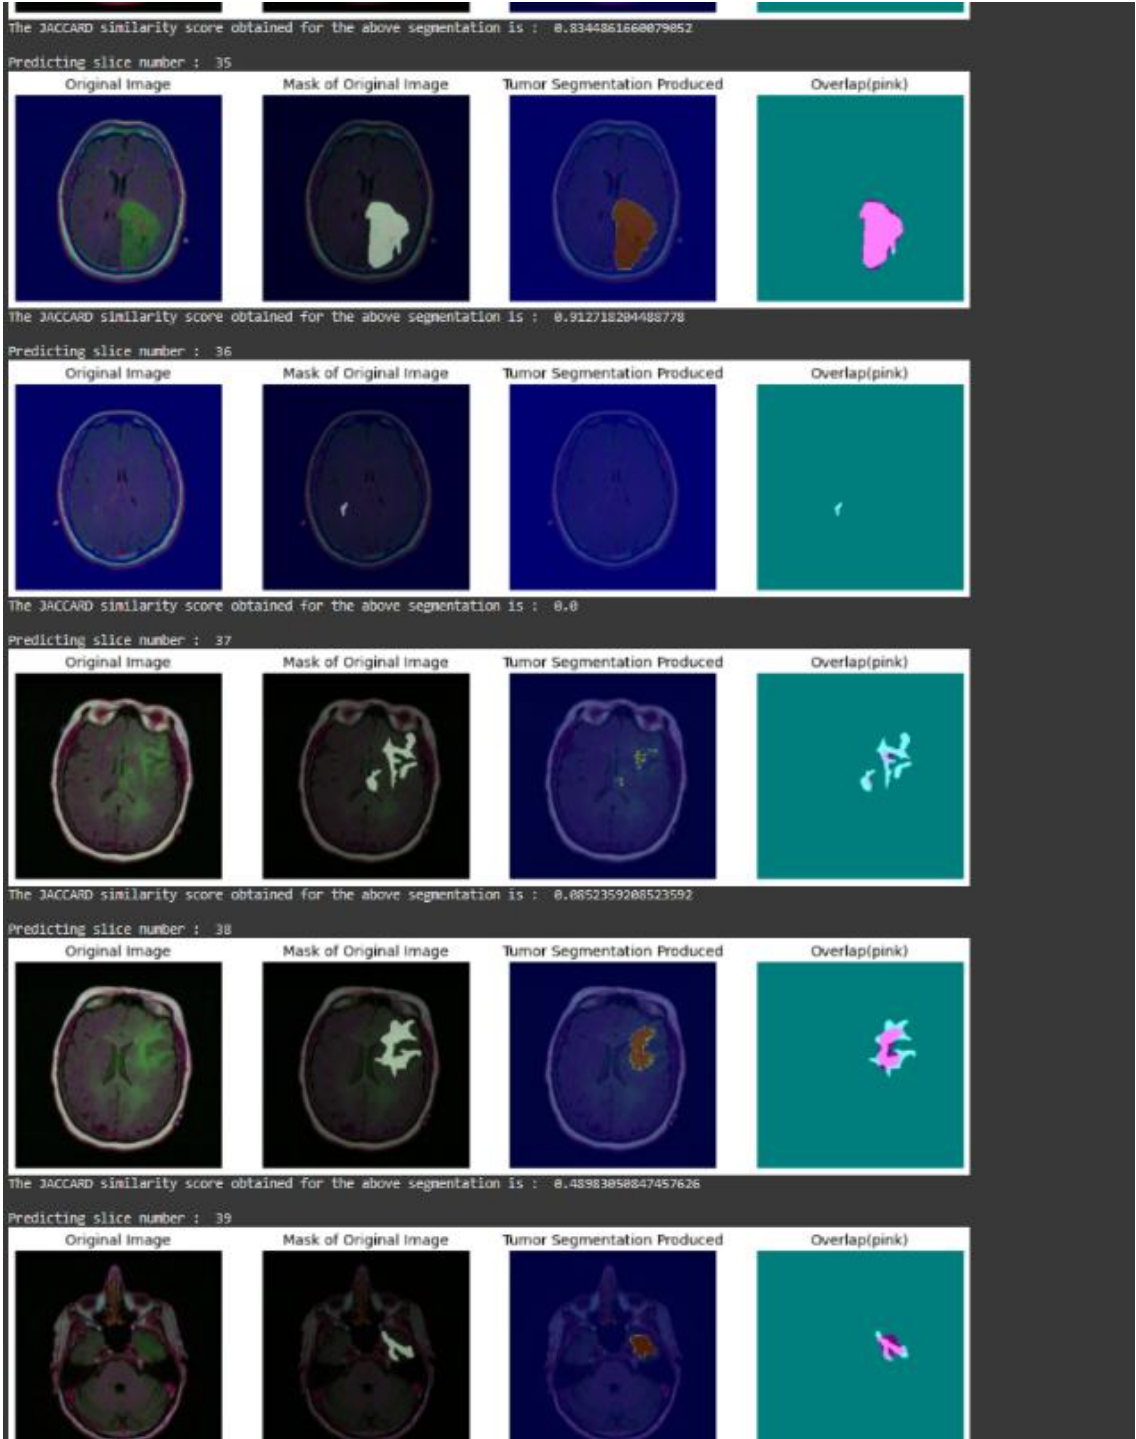 The JACCARD similarity score obtained for the above segmentation is : 0.8344861660079052
Predicting slice number : 35
Original Image Mask of Original Image Tumor Segmentation Produced Overlap(pink)
The JACCARD similarity score obtained for the above segmentation is : 0.912718204488778
Predicting slice number : 36
Original Image Mask of Original Image Tumor Segmentation Produced Overlap(pink)
The JACCARD similarity score obtained for the above segmentation is : 0.0
Predicting slice number : 37
Original Image Mask of Original Image Tumor Segmentation Produced Overlap(pink)
The JACCARD similarity score obtained for the above segmentation is : 0.0852359208523592
Predicting slice number : 38
Original Image Mask of Original Image Tumor Segmentation Produced Overlap(pink)
The JACCARD similarity score obtained for the above segmentation is : 0.48983050847457626
Predicting slice number : 39
Original Image Mask of Original Image Tumor Segmentation Produced Overlap(pink)